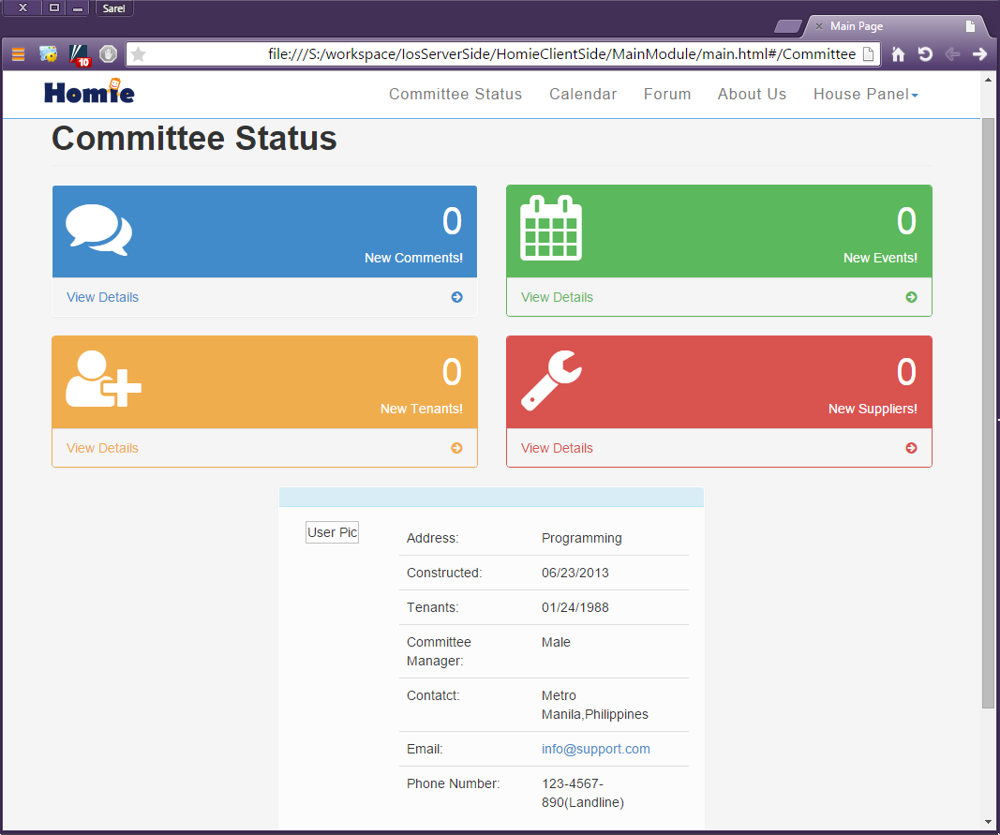 X Sarel
Main Page
10
file:///S:/workspace/IosServerSide/HomieClientSide/MainModule/main.html#/Committee
Homie Committee Status Calendar Forum About Us House Panel
Committee Status
0
New Comments!
View Details
0
New Events!
View Details
0
New Tenants!
View Details
0
New Suppliers!
View Details
User Pic
Address: Programming
Constructed: 06/23/2013
Tenants: 01/24/1988
Committee Male
Manager:
Contatct: Metro
Manila,Philippines
Email: info@support.com
Phone Number: 123-4567-
890(Landline)